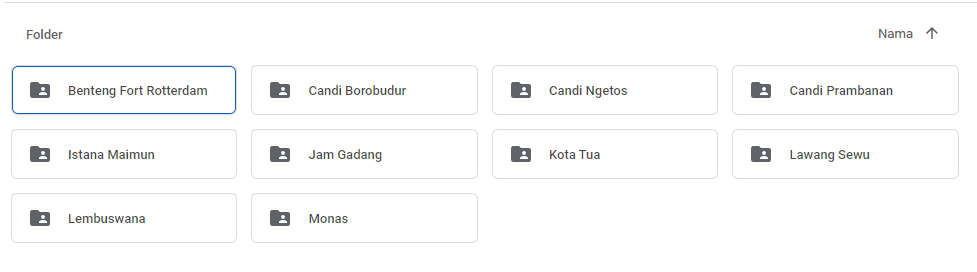 Folder
Nama
Benteng Fort Rotterdam
Candi Borobudur
Candi Ngetos
Candi Prambanan
Istana Maimun
Jam Gadang
Kota Tua
Lawang Sewu
Lembuswana
Monas